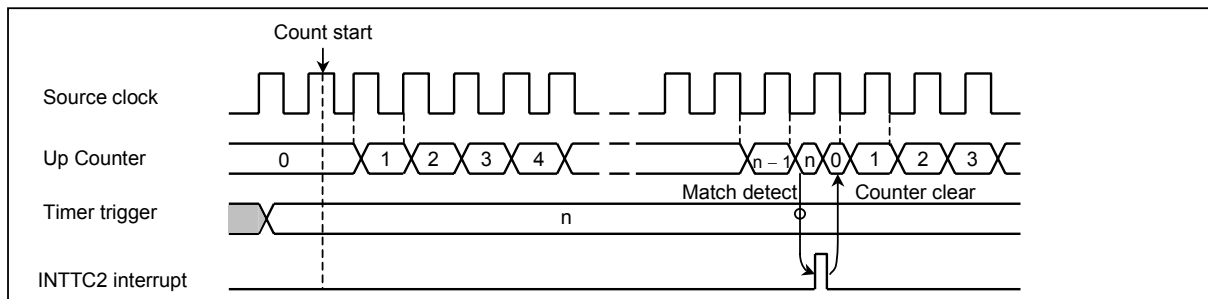 Count start
Source clock
Up Counter 0 1 2 3 4 n – 1 n 0 1 2 3
Match detect Counter clear
Timer trigger n
INTTC2 interrupt